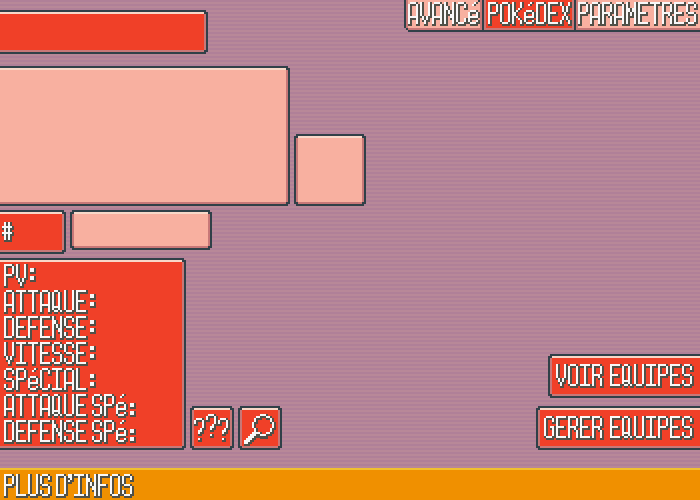 AVANCé POKéDEX PARAMETRES
#
PV:
ATTAQUE:
DEFENSE:
VITESSE:
SPéCIAL:
ATTAQUE SPé:
DEFENSE SPé:
???
VOIR EQUIPES
GERER EQUIPES
PLUS D'INFOS